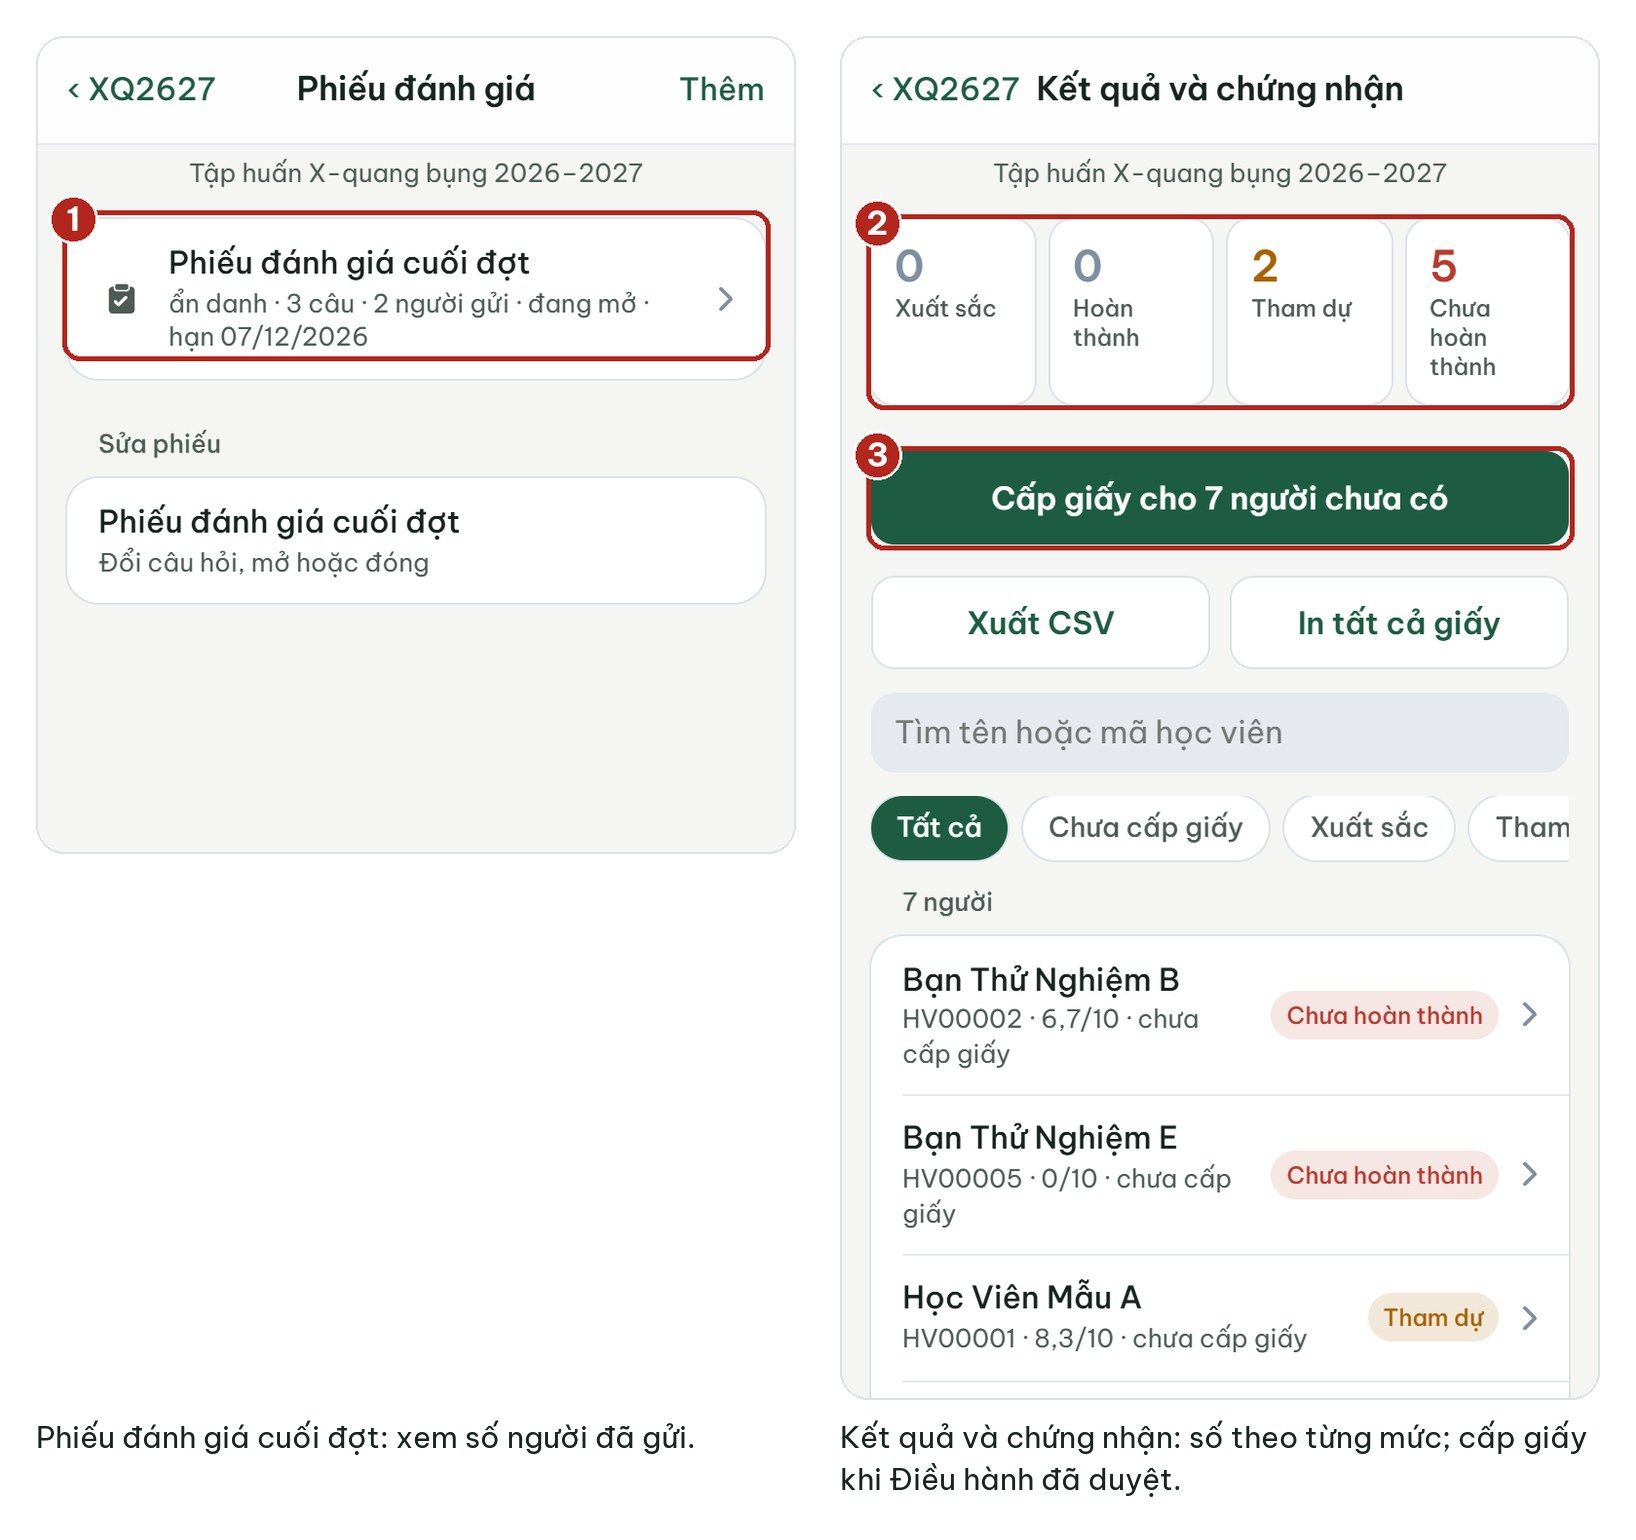 ‹ XQ2627
Phiếu đánh giá
Thêm
Tập huấn X-quang bụng 2026–2027
1
Phiếu đánh giá cuối đợt
ẩn danh · 3 câu · 2 người gửi · đang mở ·
hạn 07/12/2026
Sửa phiếu
Phiếu đánh giá cuối đợt
Đổi câu hỏi, mở hoặc đóng
Phiếu đánh giá cuối đợt: xem số người đã gửi.
‹ XQ2627
Kết quả và chứng nhận
Tập huấn X-quang bụng 2026–2027
2
0
Xuất sắc
0
Hoàn
thành
2
Tham dự
5
Chưa
hoàn
thành
3
Cấp giấy cho 7 người chưa có
Xuất CSV
In tất cả giấy
Tìm tên hoặc mã học viên
Tất cả
Chưa cấp giấy
Xuất sắc
Tham
7 người
Bạn Thử Nghiệm B
HV00002 · 6,7/10 · chưa
cấp giấy
Chưa hoàn thành
Bạn Thử Nghiệm E
HV00005 · 0/10 · chưa cấp
giấy
Chưa hoàn thành
Học Viên Mẫu A
HV00001 · 8,3/10 · chưa cấp giấy
Tham dự
Kết quả và chứng nhận: số theo từng mức; cấp giấy
khi Điều hành đã duyệt.